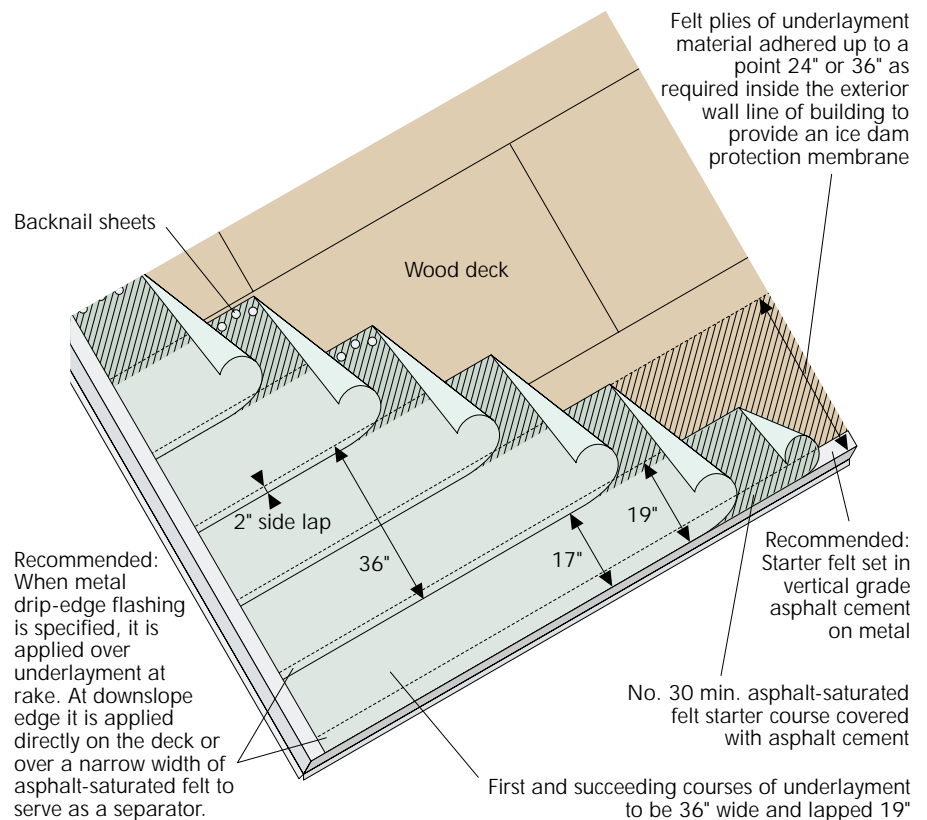 Felt plies of underlayment
material adhered up to a
point 24" or 36" as
required inside the exterior
wall line of building to
provide an ice dam
protection membrane
Backnail sheets
Wood deck
2" side lap
36"
17"
19"
Recommended:
When metal
drip-edge flashing
is specified, it is
applied over
underlayment at
rake. At downslope
edge it is applied
directly on the deck or
over a narrow width of
asphalt-saturated felt to
serve as a separator.
Recommended:
Starter felt set in
vertical grade
asphalt cement
on metal
No. 30 min. asphalt-saturated
felt starter course covered
with asphalt cement
First and succeeding courses of underlayment
to be 36" wide and lapped 19"